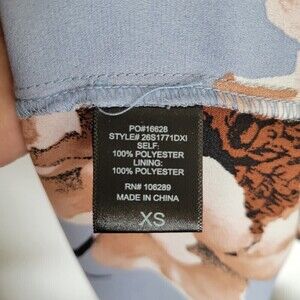 PO#16628
STYLE# 26S1771DXI
SELF:
100% POLYESTER
LINING:
100% POLYESTER
RN# 106289
MADE IN CHINA
XS